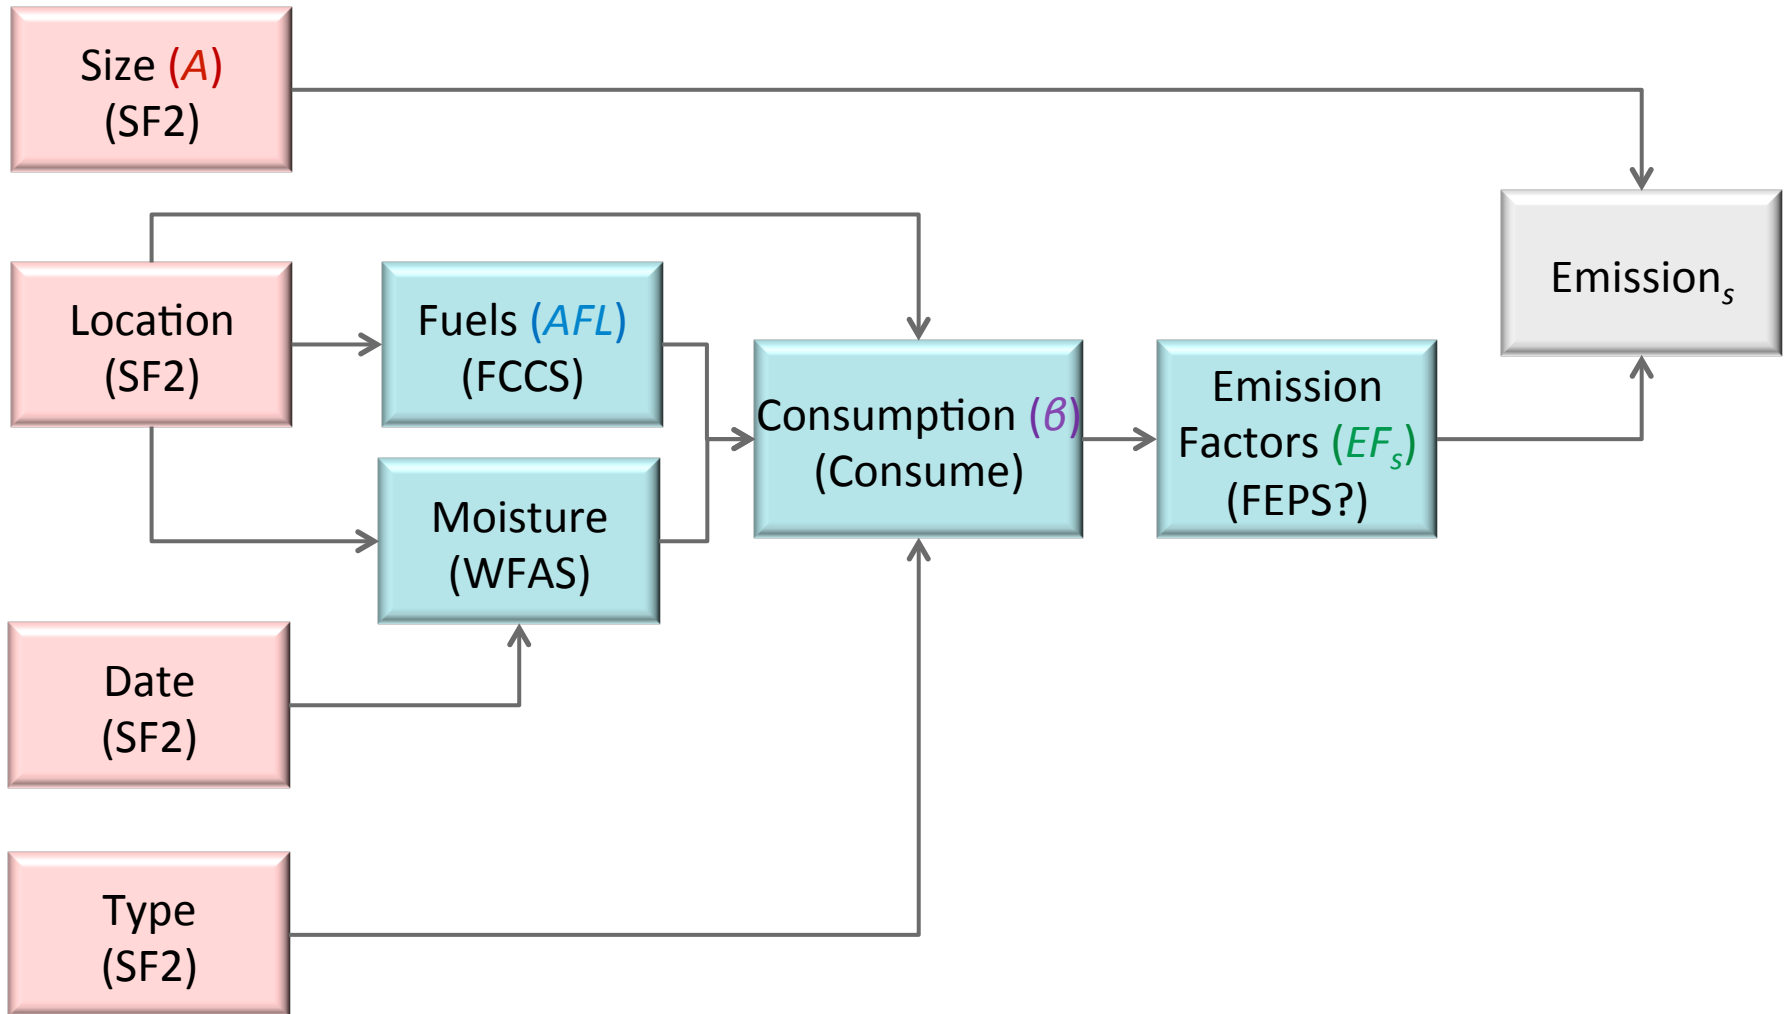 Size (A)
(SF2)
Location
(SF2)
Fuels (AFL)
(FCCS)
Moisture
(WFAS)
Consumption (β)
(Consume)
Emission
Factors (EFs)
(FEPS?)
Emissions
Date
(SF2)
Type
(SF2)